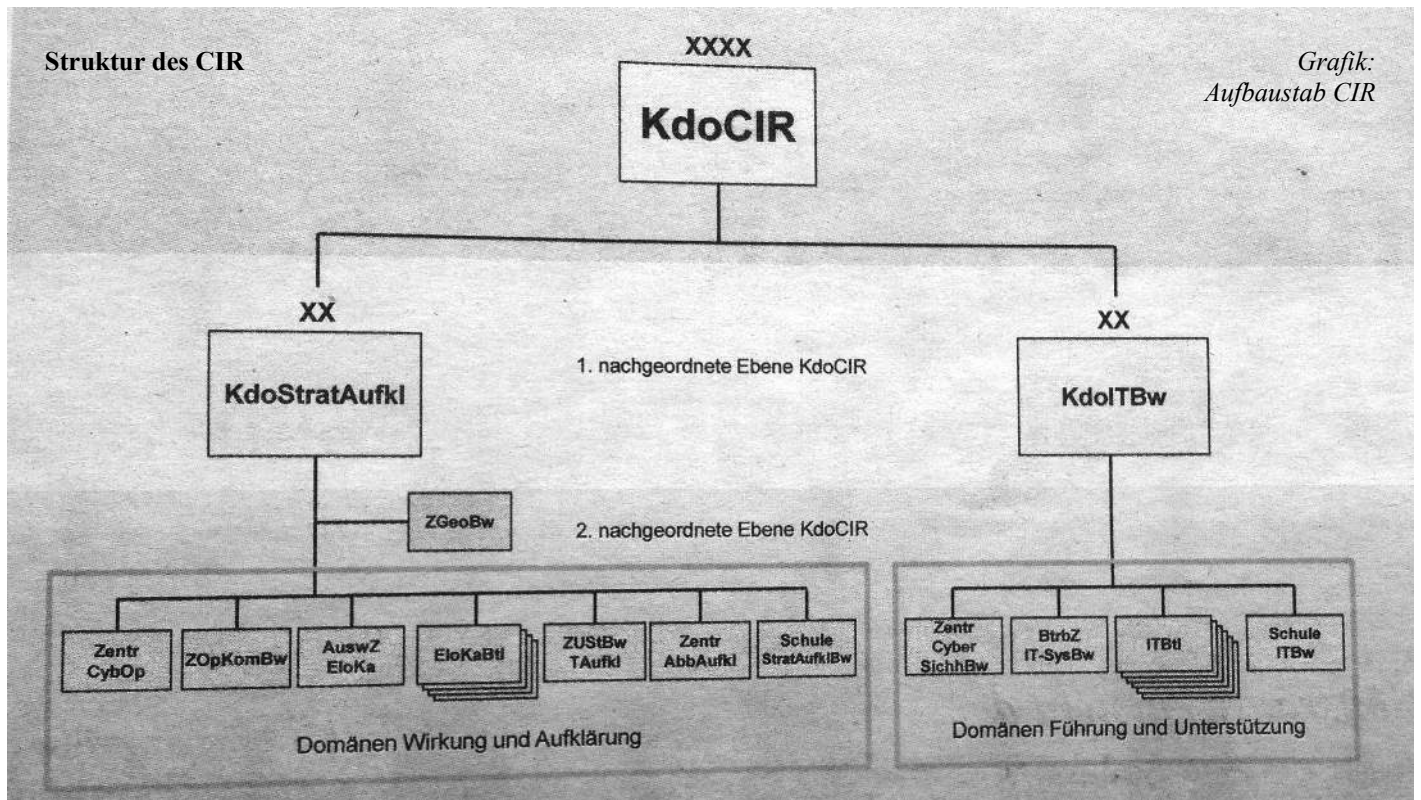 Struktur des CIR
Grafik:
Aufbaustab CIR
XXXX
KdoCIR
XX
KdoStratAufkl
1. nachgeordnete Ebene KdoCIR
XX
KdoITBw
ZGeoBw
2. nachgeordnete Ebene KdoCIR
Zentr
CybOp
ZOpKomBw
AuswZ
EloKa
EloKaBtl
ZUStBw
TAufkl
Zentr
AbbAufkl
Schule
StratAufklBw
Domänen Wirkung und Aufklärung
Zentr
Cyber
SichhBw
BtrbZ
IT-SysBw
ITBtl
Schule
ITBw
Domänen Führung und Unterstützung